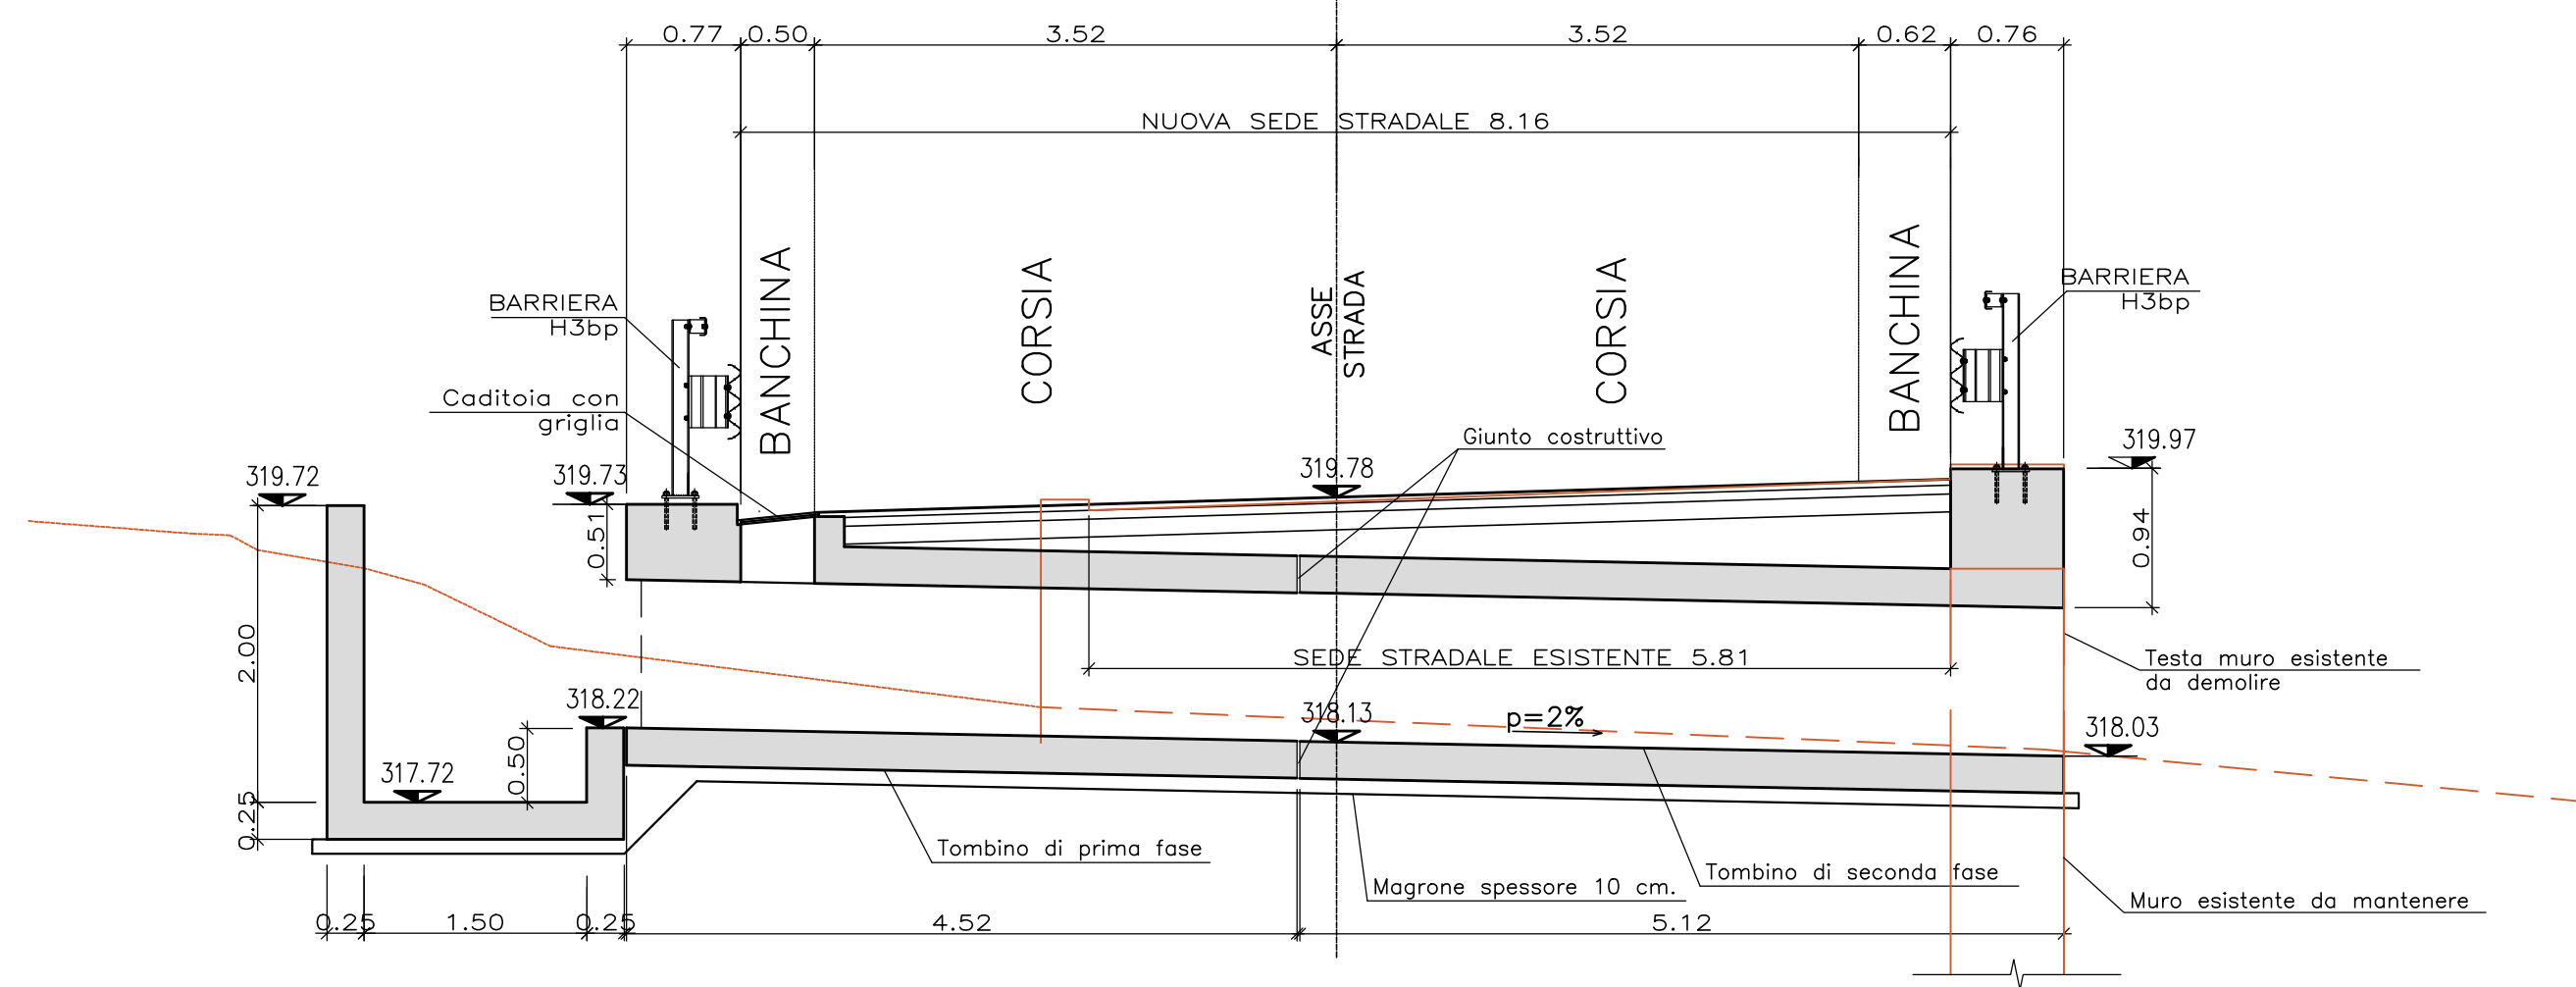 0.77 0.50 3.52 3.52 0.62 0.76
NUOVA SEDE STRADALE 8.16
BANCHINA
CORSIA
ASSE
STRADA
CORSIA
BANCHINA
BARRIERA
H3bp
BARRIERA
H3bp
Caditoia con
griglia
Giunto costruttivo
319.72
319.73
319.78
319.97
0.51
0.94
2.00
SEDE STRADALE ESISTENTE 5.81
Testa muro esistente
da demolire
318.22
318.13
p=2%
318.03
317.72
0.50
0.25
Tombino di prima fase
Tombino di seconda fase
Magrone spessore 10 cm.
Muro esistente da mantenere
0.25 1.50 0.25 4.52 5.12